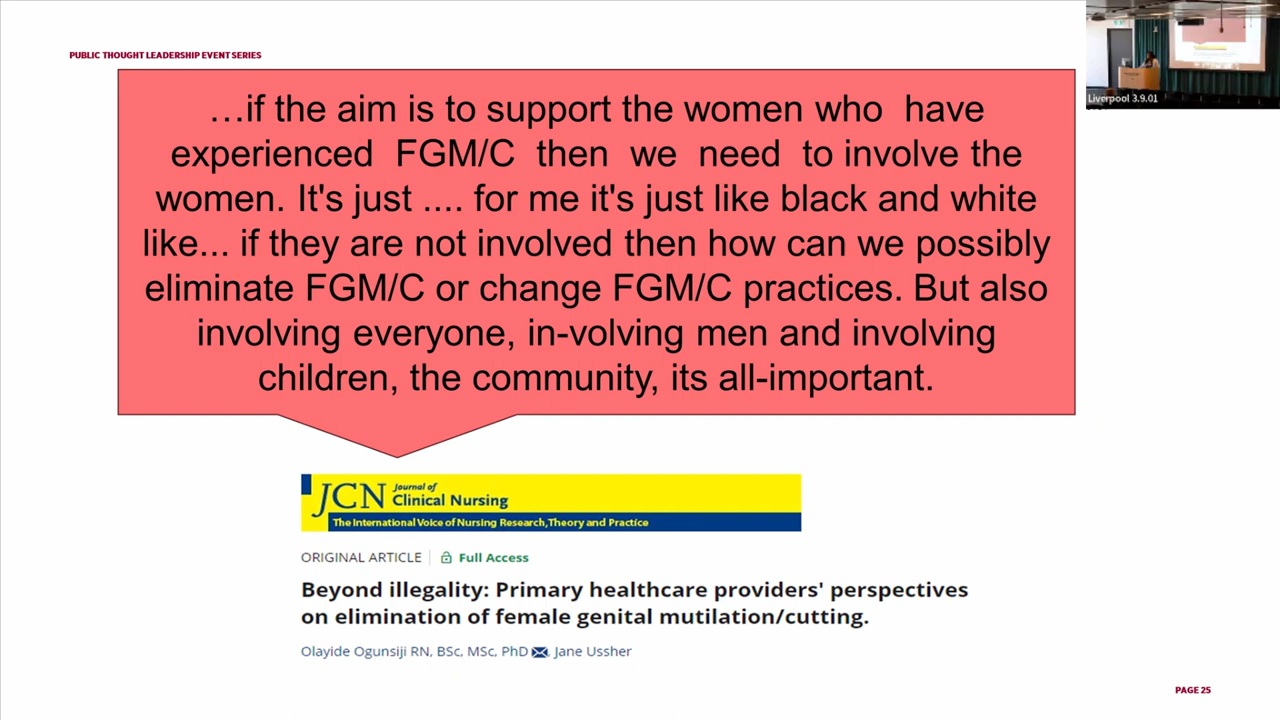 PUBLIC THOUGHT LEADERSHIP EVENT SERIES
…if the aim is to support the women who have
experienced FGM/C then we need to involve the
women. It's just .... for me it's just like black and white
like... if they are not involved then how can we possibly
eliminate FGM/C or change FGM/C practices. But also
involving everyone, in-volving men and involving
children, the community, its all-important.
Liverpool 3.9.01
JCN Journal of
Clinical Nursing
The International Voice of Nursing Research,Theory and Practice
ORIGINAL ARTICLE Full Access
Beyond illegality: Primary healthcare providers' perspectives
on elimination of female genital mutilation/cutting.
Olayide Ogunsiji RN, BSc, MSc, PhD, Jane Ussher
PAGE 25